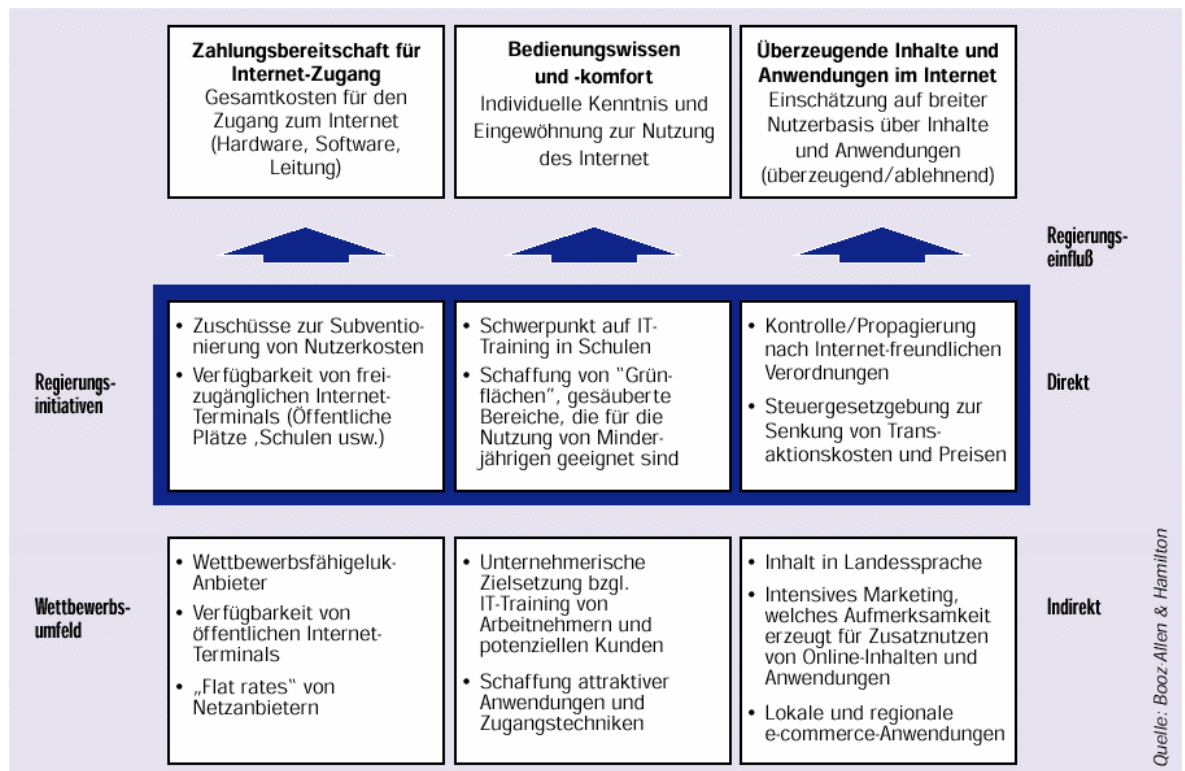 Zahlungsbereitschaft für
Internet-Zugang
Gesamtkosten für den
Zugang zum Internet
(Hardware, Software,
Leitung)
Bedienungswissen
und -komfort
Individuelle Kenntnis und
Eingewöhnung zur Nutzung
des Internet
Überzeugende Inhalte und
Anwendungen im Internet
Einschätzung auf breiter
Nutzerbasis über Inhalte
und Anwendungen
(überzeugend/ablehnend)
Regierungs-
einfluß
Regierungs-
initiativen
• Zuschüsse zur Subventio-
nierung von Nutzerkosten
• Verfügbarkeit von frei-
zugänglichen Internet-
Terminals (Öffentliche
Plätze ,Schulen usw.)
• Schwerpunkt auf IT-
Training in Schulen
• Schaffung von "Grün-
flächen", gesäuberte
Bereiche, die für die
Nutzung von Minder-
jährigen geeignet sind
• Kontrolle/Propagierung
nach Internet-freundlichen
Verordnungen
• Steuergesetzgebung zur
Senkung von Trans-
aktionskosten und Preisen
Direkt
Wettbewerbs-
umfeld
• Wettbewerbsfähigeluk-
Anbieter
• Verfügbarkeit von
öffentlichen Internet-
Terminals
• „Flat rates“ von
Netzanbietern
• Unternehmerische
Zielsetzung bzgl.
IT-Training von
Arbeitnehmern und
potenziellen Kunden
• Schaffung attraktiver
Anwendungen und
Zugangstechniken
• Inhalt in Landessprache
• Intensives Marketing,
welches Aufmerksamkeit
erzeugt für Zusatznutzen
von Online-Inhalten und
Anwendungen
• Lokale und regionale
e-commerce-Anwendungen
Indirekt
Quelle: Booz·Allen & Hamilton